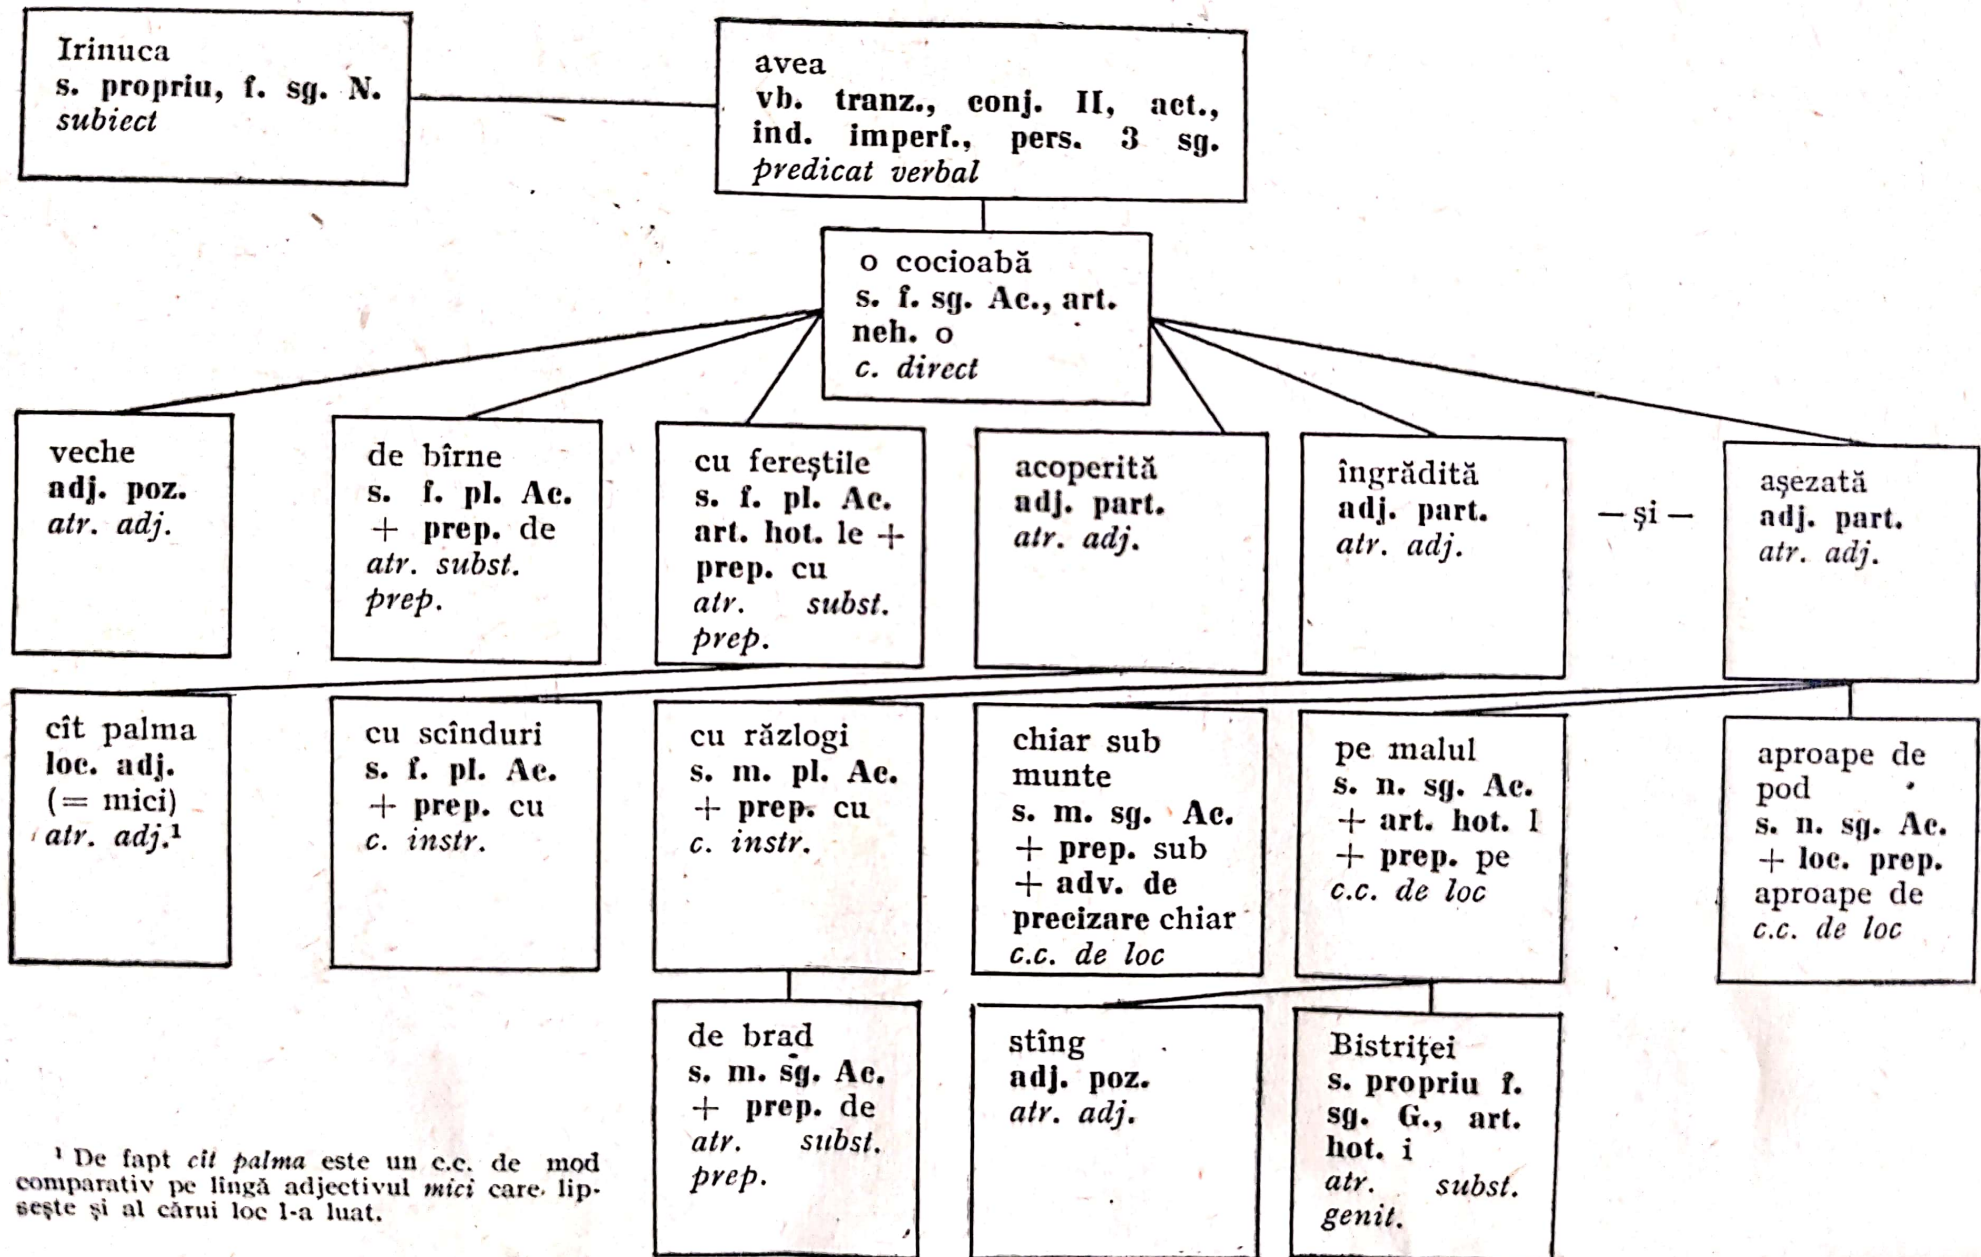 Irinuca
s. propriu, f. sg. N.
subiect
avea
vb. tranz., conj. II, act.,
ind. imperf., pers. 3 sg.
predicat verbal
o cocioabă
s. f. sg. Ac., art.
neh. o
c. direct
veche
adj. poz.
atr. adj.
de bîrne
s. f. pl. Ac.
+ prep. de
atr. subst.
prep.
cu fereştile
s. f. pl. Ac.
art. hot. le +
prep. cu
atr. subst.
prep.
acoperită
adj. part.
atr. adj.
îngrădită
adj. part.
atr. adj.
— şi —
aşezată
adj. part.
atr. adj.
cît palma
loc. adj.
(= mici)
atr. adj.¹
cu scînduri
s. f. pl. Ac.
+ prep. cu
c. instr.
cu răzlogi
s. m. pl. Ac.
+ prep. cu
c. instr.
chiar sub
munte
s. m. sg. Ac.
+ prep. sub
+ adv. de
precizare chiar
c.c. de loc
pe malul
s. n. sg. Ac.
+ art. hot. l
+ prep. pe
c.c. de loc
aproape de
pod
s. n. sg. Ac.
+ loc. prep.
aproape de
c.c. de loc
de brad
s. m. sg. Ac.
+ prep. de
atr. subst.
prep.
stîng
adj. poz.
atr. adj.
Bistriţei
s. propriu f.
sg. G., art.
hot. i
atr. subst.
genit.
¹ De fapt cît palma este un c.c. de mod
comparativ pe lîngă adjectivul mici care lip-
seşte şi al cărui loc l-a luat.